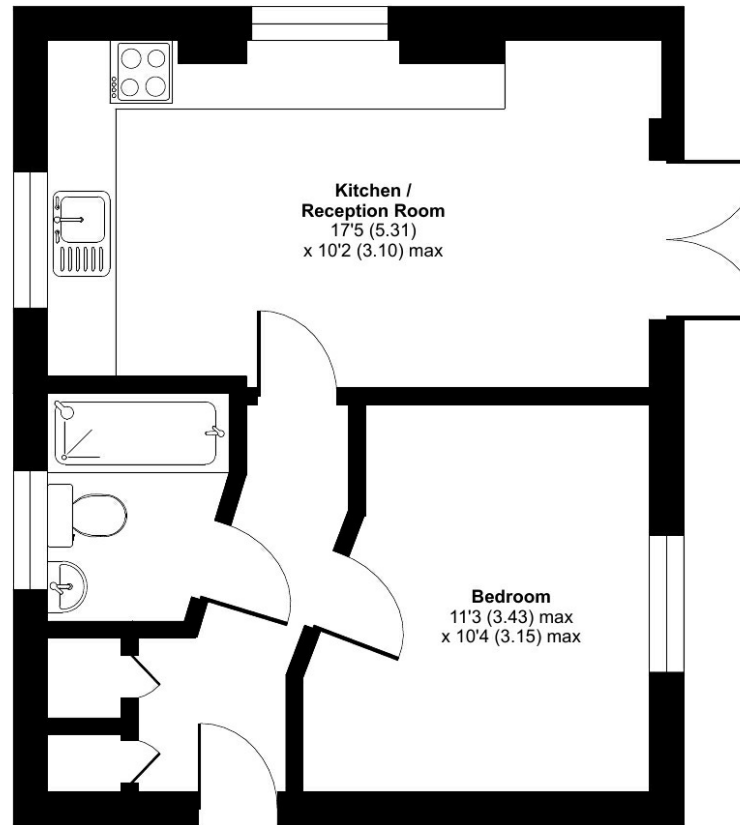 Kitchen /
Reception Room
17'5 (5.31)
x 10'2 (3.10) max
Bedroom
11'3 (3.43) max
x 10'4 (3.15) max